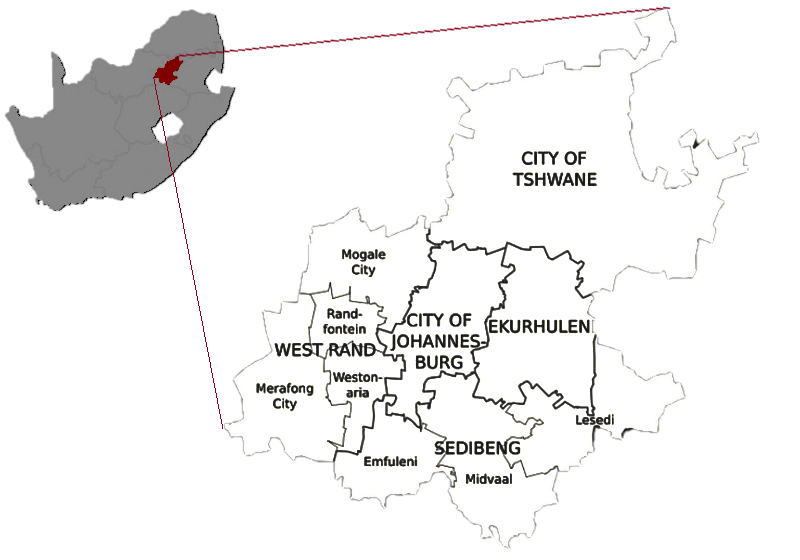 CITY OF
TSHWANE
Mogale
City
Rand-
fontein
CITY OF
JOHANNES-
BURG
EKURHULEN
WEST RAND
Weston-
aria
Merafong
City
Lesedi
SEDIBENG
Emfuleni
Midvaal